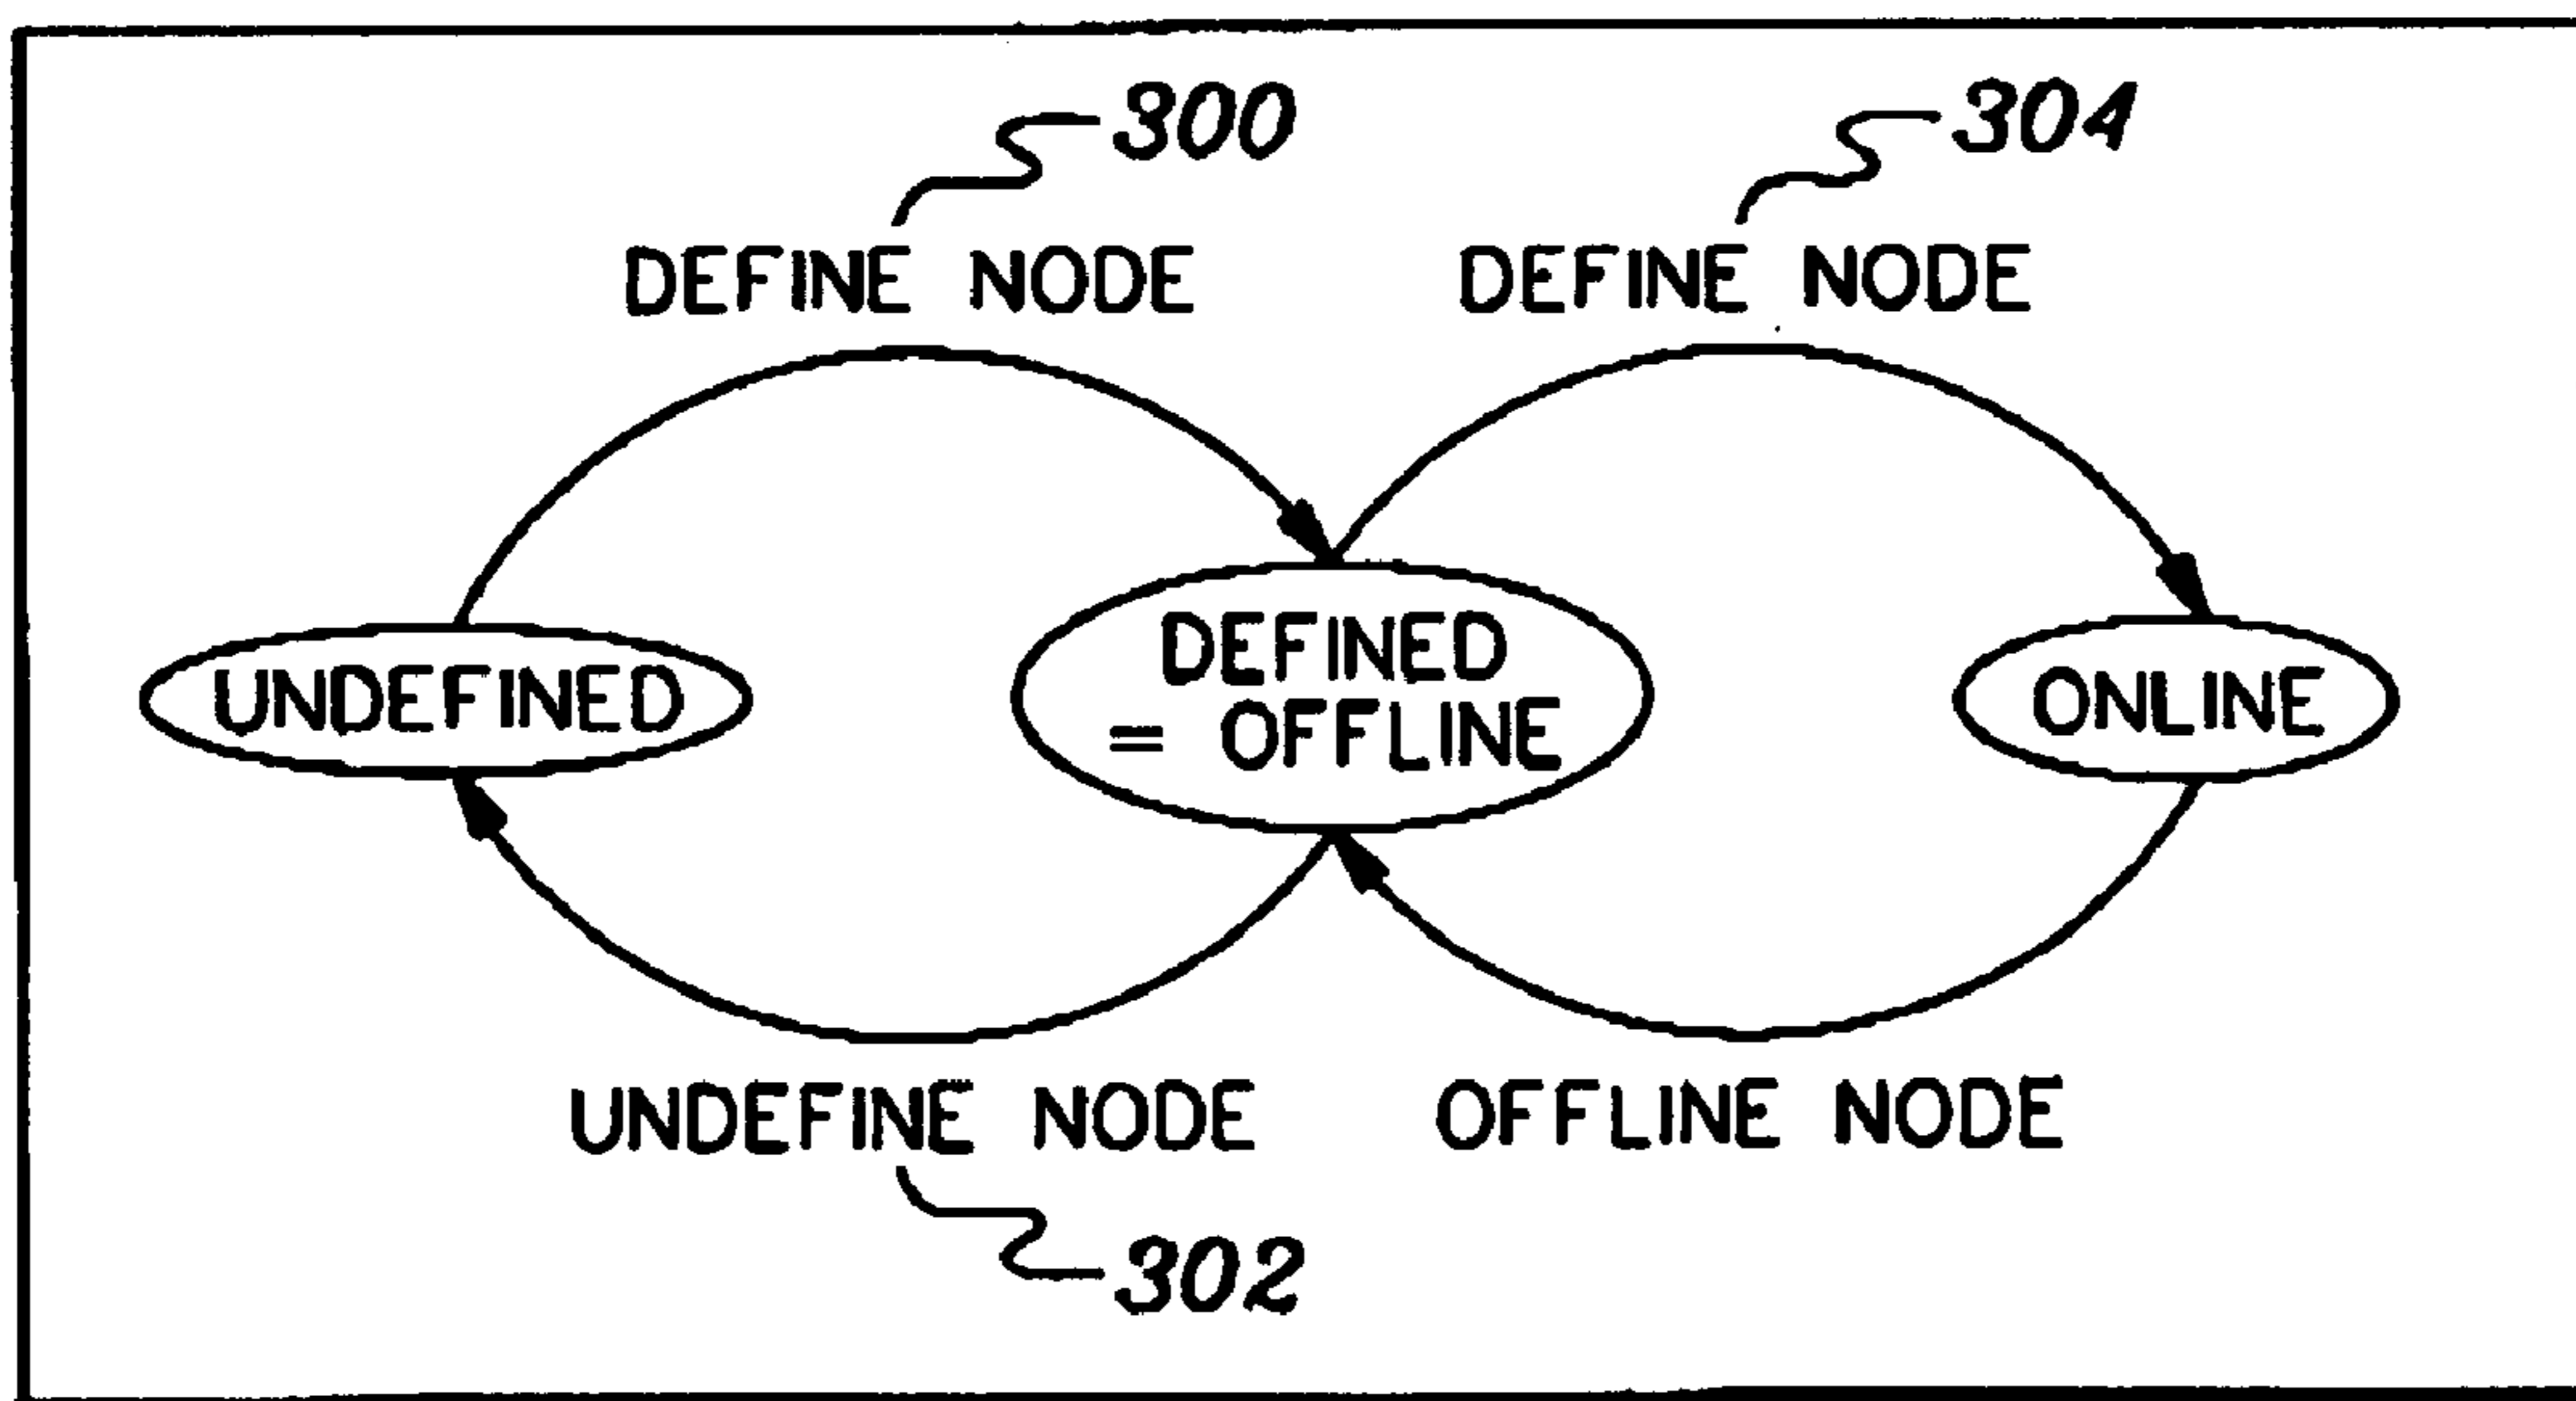 300
304
DEFINE NODE
DEFINE NODE
UNDEFINED
DEFINED
= OFFLINE
ONLINE
UNDEFINE NODE
OFFLINE NODE
302